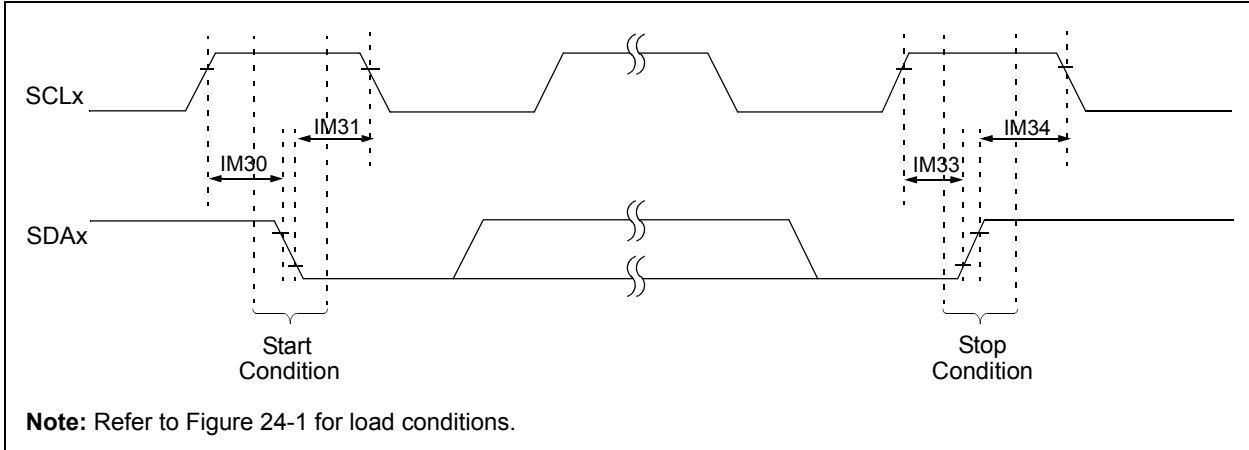 SCLx
IM31
IM34
IM30
IM33
SDAx
Start
Condition
Stop
Condition
Note: Refer to Figure 24-1 for load conditions.